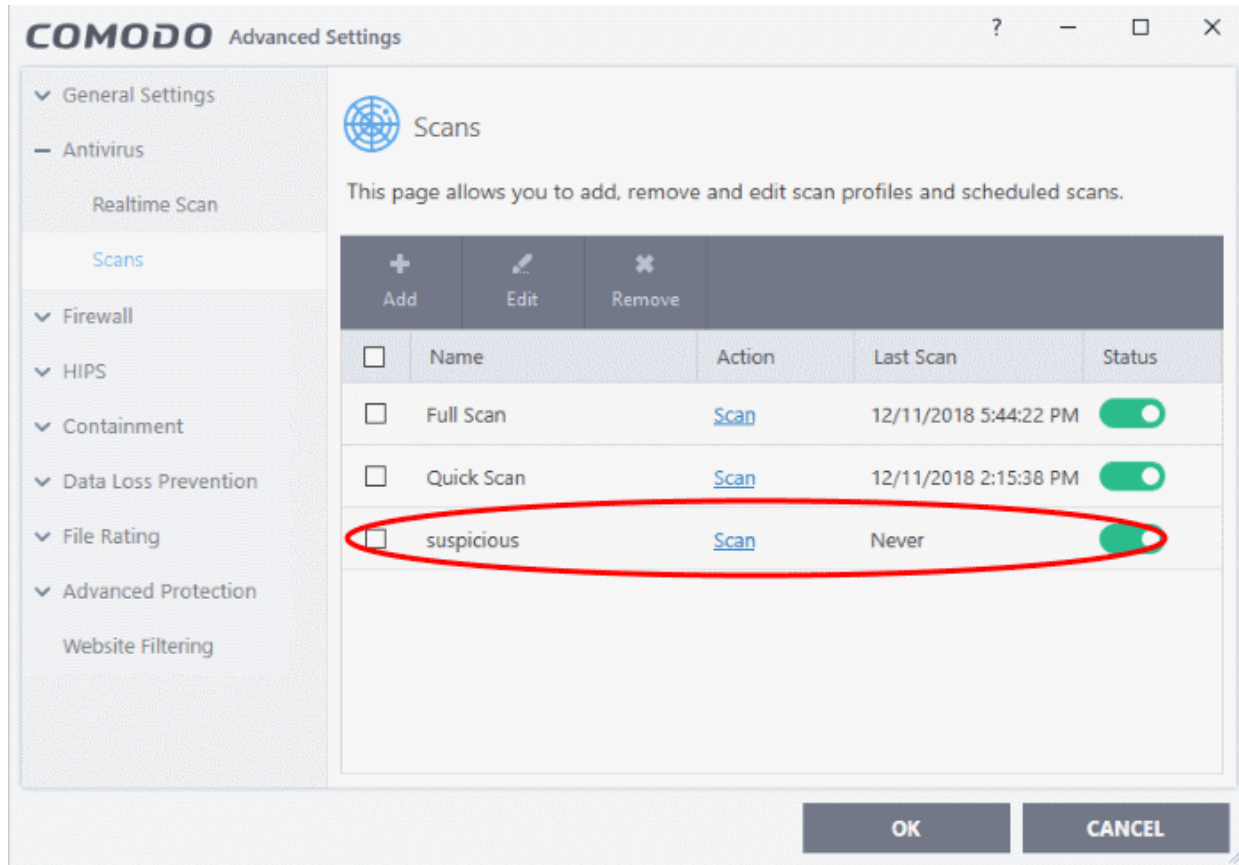 COMODO Advanced Settings ?
General Settings
Antivirus
Realtime Scan
Scans
Firewall
HIPS
Containment
Data Loss Prevention
File Rating
Advanced Protection
Website Filtering
Scans
This page allows you to add, remove and edit scan profiles and scheduled scans.
Add Edit Remove
Name Action Last Scan Status
Full Scan Scan 12/11/2018 5:44:22 PM
Quick Scan Scan 12/11/2018 2:15:38 PM
suspicious Scan Never
OK CANCEL